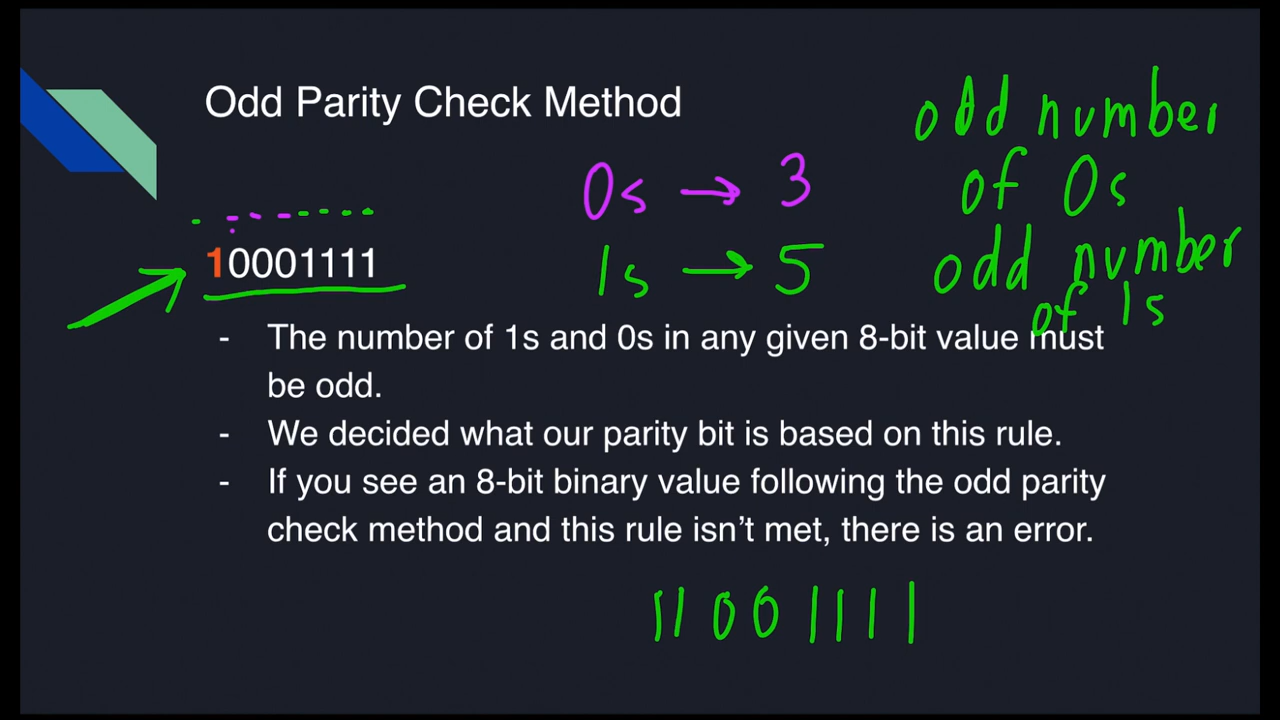 Odd Parity Check Method
odd number
of 0s
odd number
of 1s
0s → 3
1s → 5
10001111
- The number of 1s and 0s in any given 8-bit value must
be odd.
- We decided what our parity bit is based on this rule.
- If you see an 8-bit binary value following the odd parity
check method and this rule isn't met, there is an error.
11001111